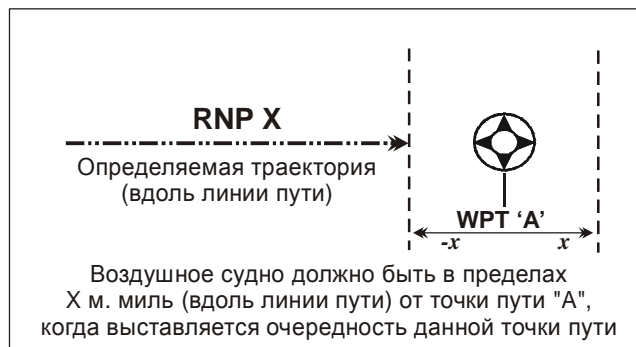 RNP X
Определяемая траектория
(вдоль линии пути)
WPT ‘A’
-x x
Воздушное судно должно быть в пределах
Х м. миль (вдоль линии пути) от точки пути "А",
когда выставляется очередность данной точки пути